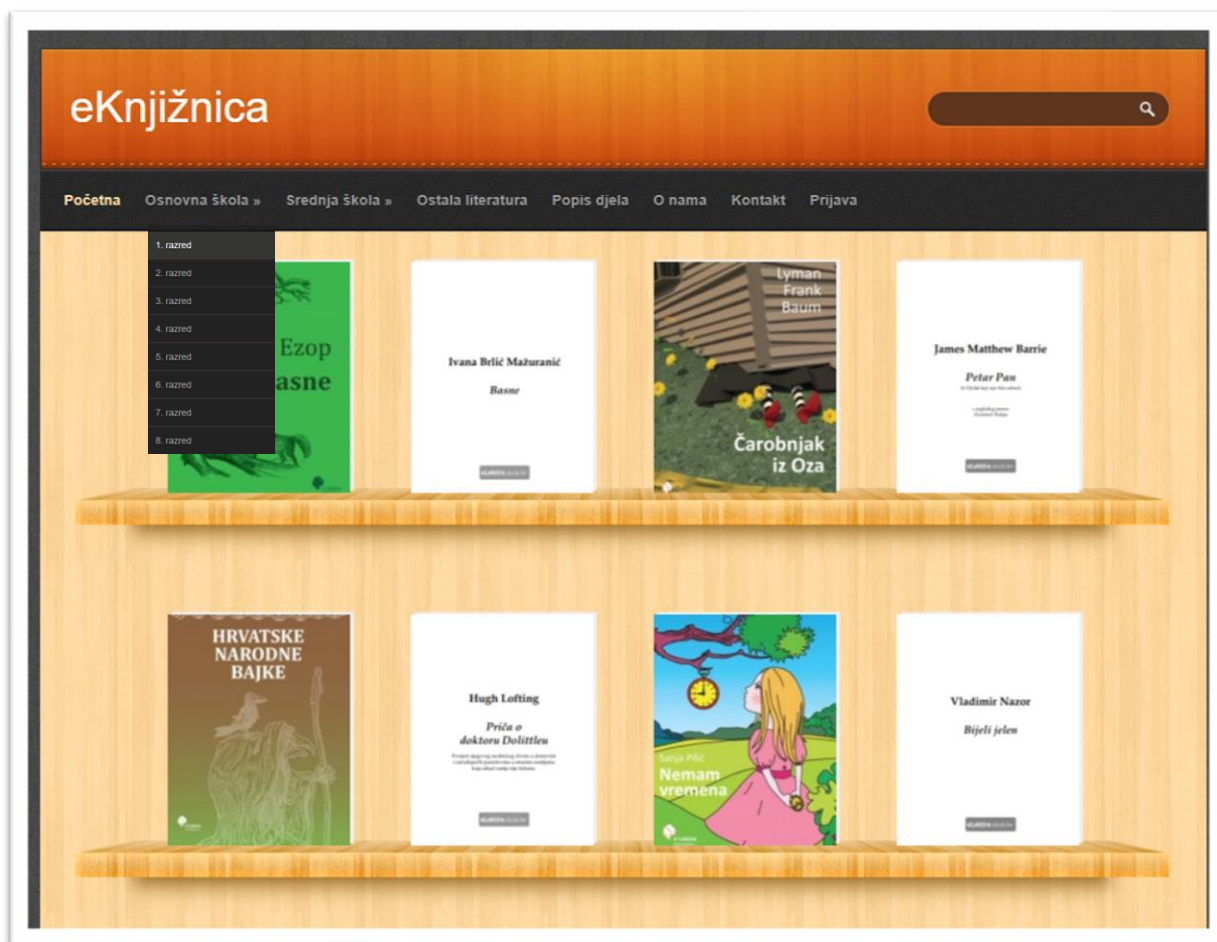 eKnjižnica
Početna Osnovna škola » Srednja škola » Ostala literatura Popis djela O nama Kontakt Prijava
1. razred
2. razred
3. razred
4. razred
5. razred
6. razred
7. razred
8. razred
Ezop
asne
Ivana Brlić Mažuranić
Basne
Lyman
Frank
Baum
Čarobnjak
iz Oza
James Matthew Barrie
Petar Pan
HRVATSKE
NARODNE
BAJKE
Hugh Lofting
Priča o
doktoru Dolittleu
Sanja Pilić
Nemam
vremena
Vladimir Nazor
Bijeli jelen